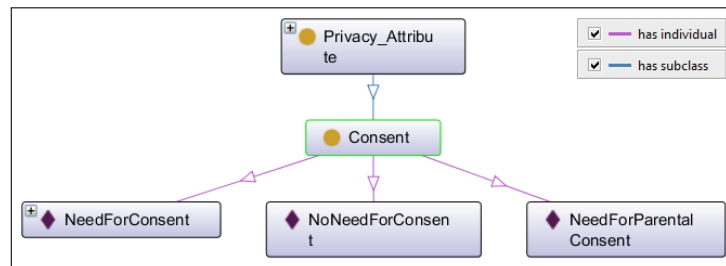 Privacy_Attribu
te
has individual
has subclass
Consent
NeedForConsent
NoNeedForConsen
t
NeedForParental
Consent